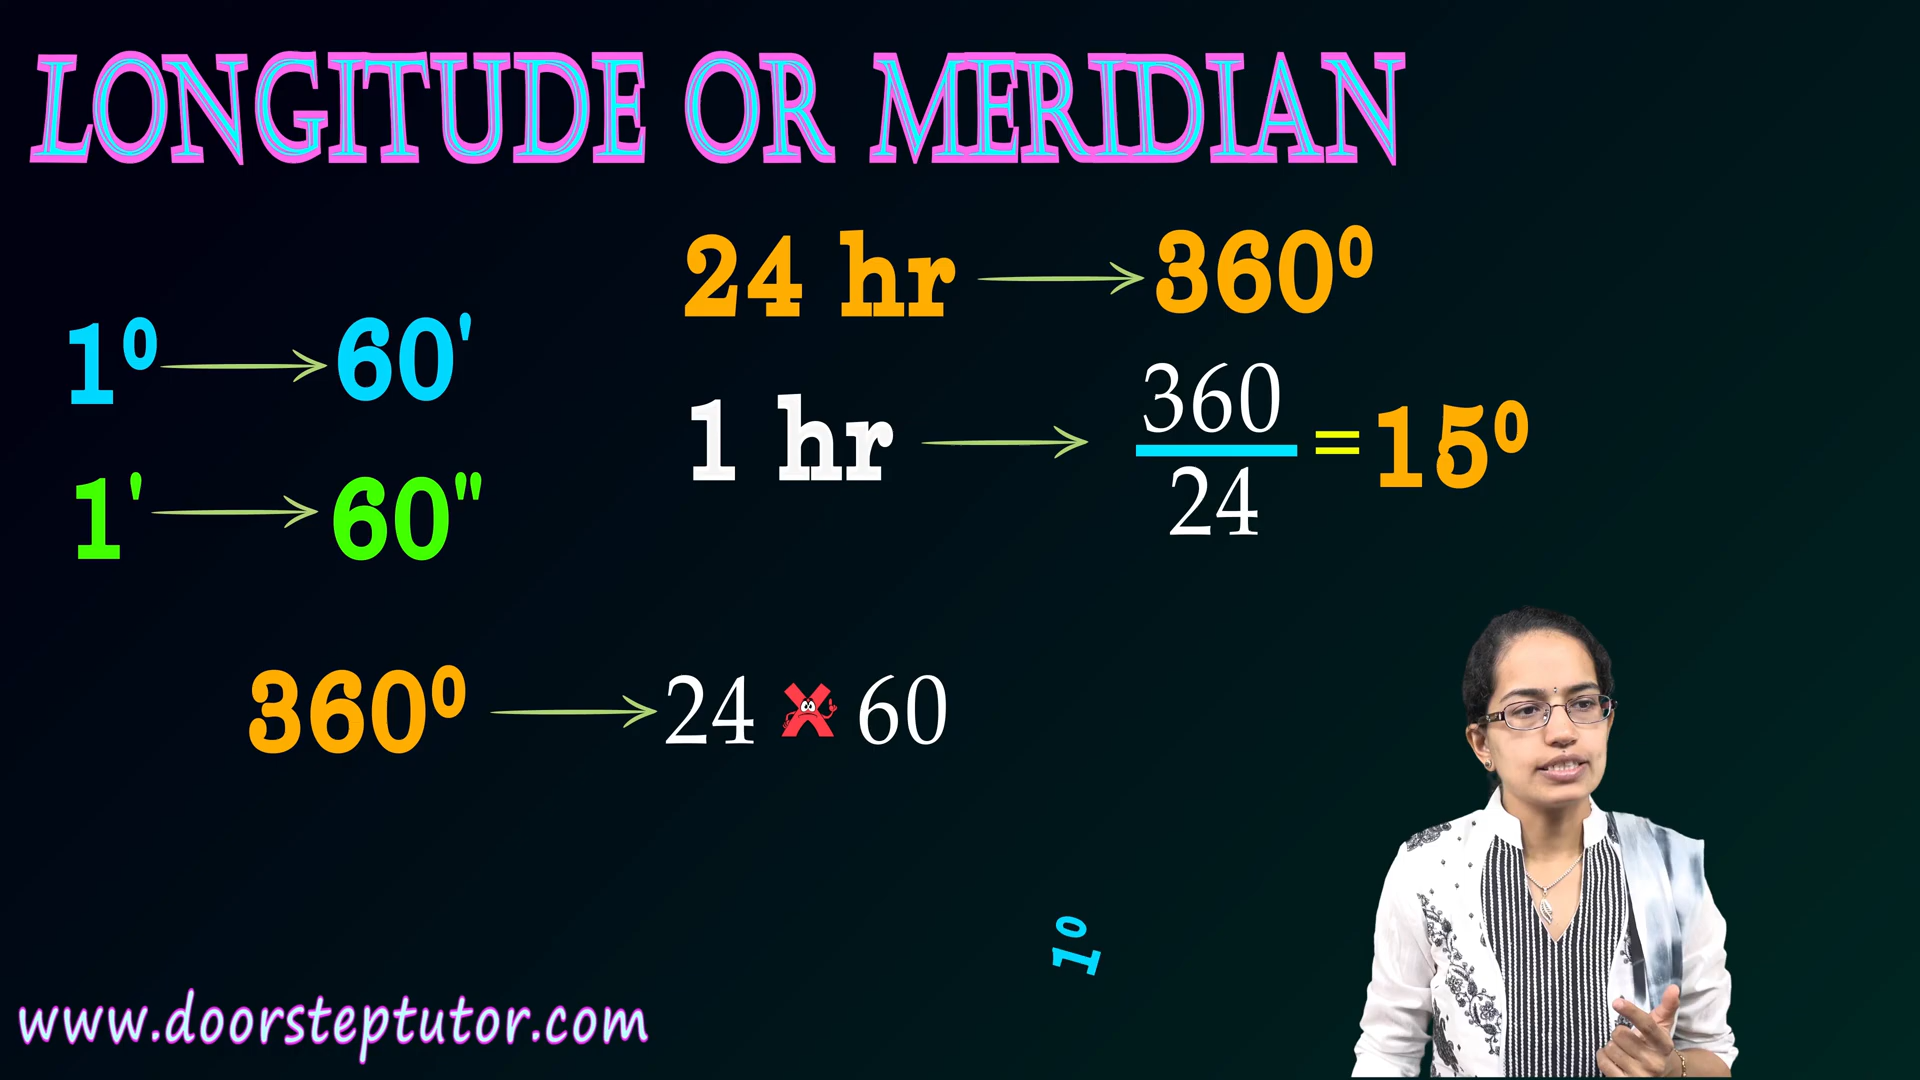 LONGITUDE OR MERIDIAN
24 hr → 360⁰
1⁰ → 60'
1 hr → 360/24 = 15⁰
1' → 60"
360⁰ → 24 x 60
1⁰
www.doorsteptutor.com